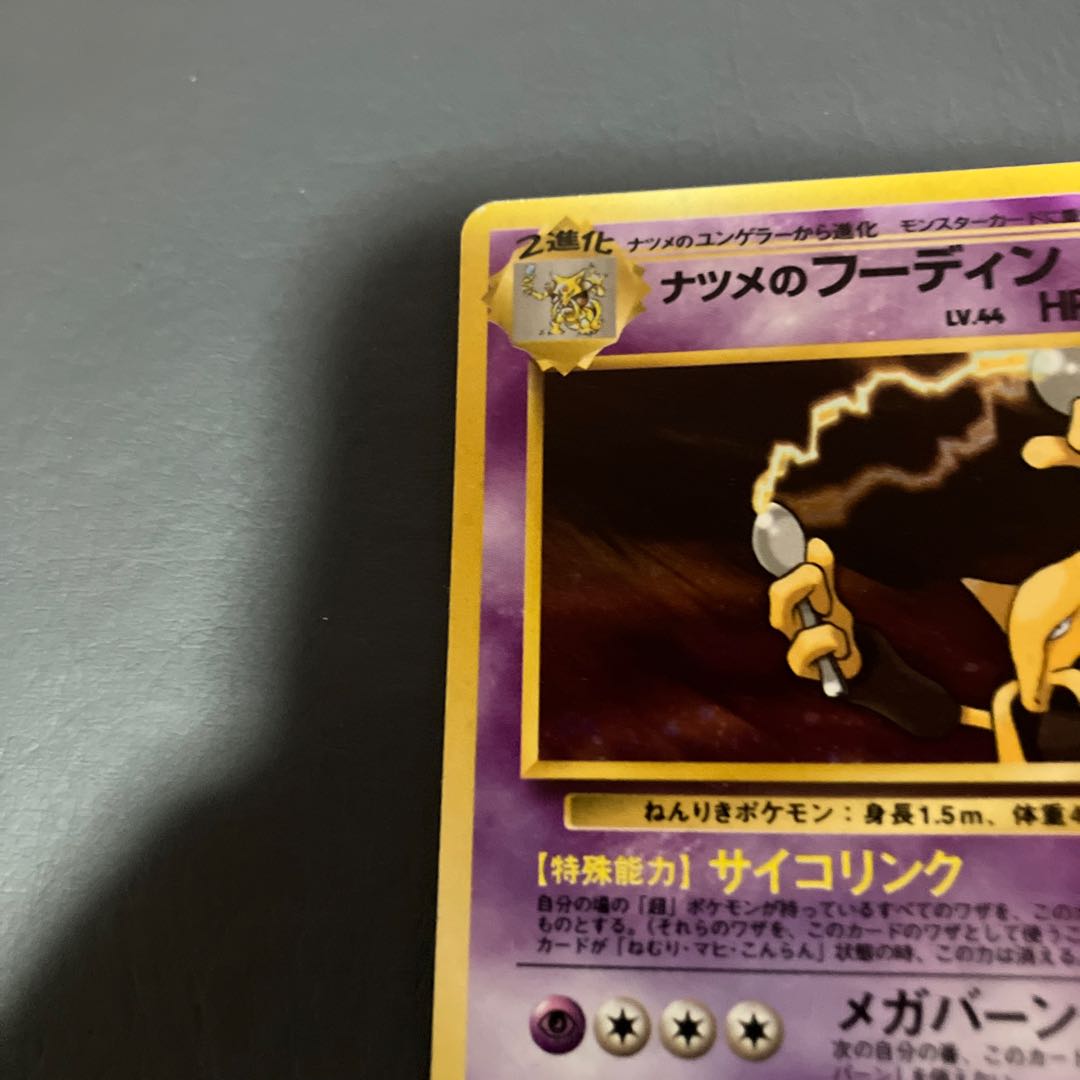 2進化 ナツメのユンゲラーから進化 モンスターカードに重
ナツメのフーディン
LV.44 HP
ねんりきポケモン：身長1.5m、体重4
【特殊能力】サイコリンク
自分の場の「超」ポケモンが持っているすべてのワザを、この
ものとする。（それらのワザを、このカードのワザとして使うこ
カードが「ねむり・マヒ・こんらん」状態の時、この力は消える。
メガバーン
次の自分の番、このカード